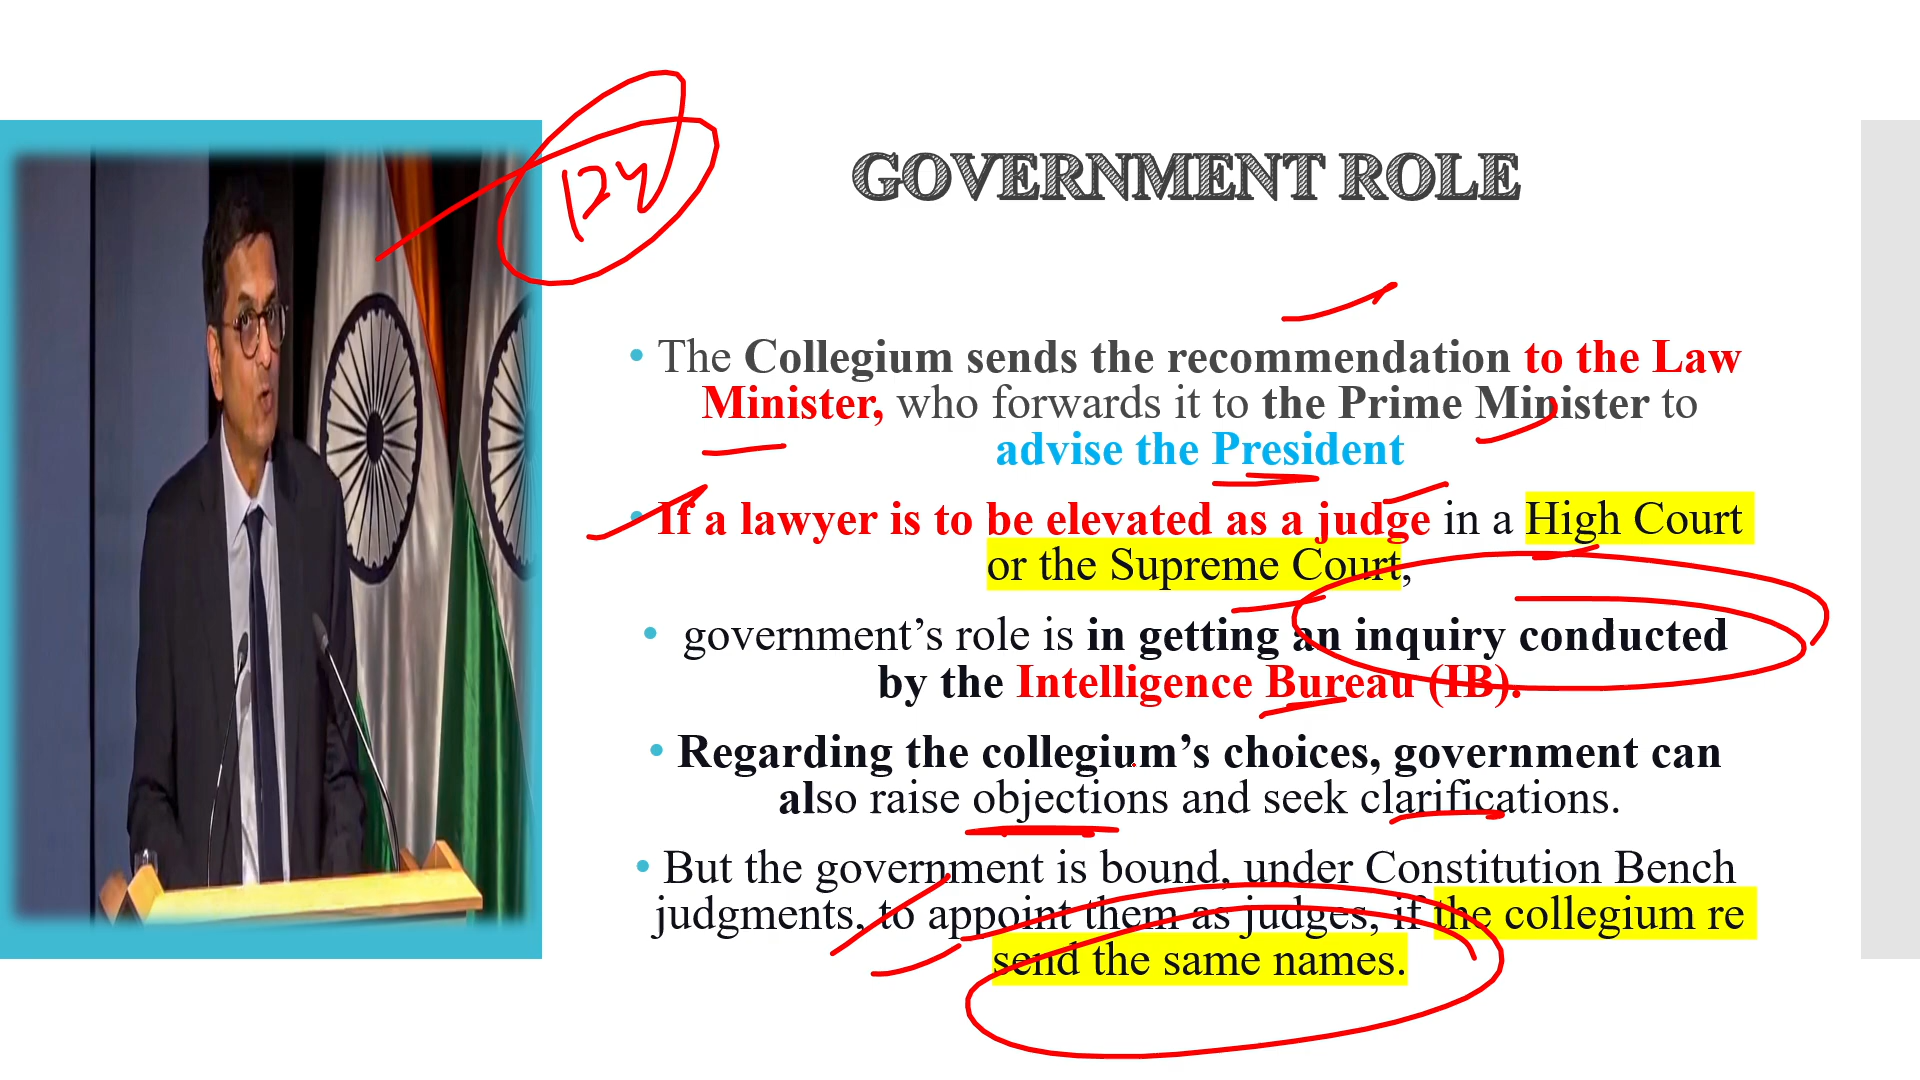 124
GOVERNMENT ROLE
• The Collegium sends the recommendation to the Law
Minister, who forwards it to the Prime Minister to
advise the President
• If a lawyer is to be elevated as a judge in a High Court
or the Supreme Court,
• government’s role is in getting an inquiry conducted
by the Intelligence Bureau (IB).
• Regarding the collegium’s choices, government can
also raise objections and seek clarifications.
• But the government is bound, under Constitution Bench
judgments, to appoint them as judges, if the collegium re
send the same names.